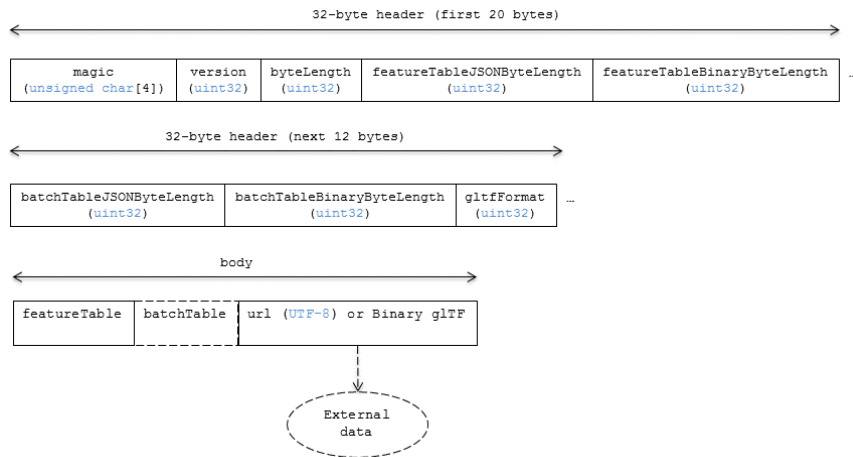 32-byte header (first 20 bytes)
magic version byteLength featureTableJSONByteLength featureTableBinaryByteLength ...
(unsigned char[4]) (uint32) (uint32) (uint32) (uint32)
32-byte header (next 12 bytes)
batchTableJSONByteLength batchTableBinaryByteLength gltfFormat ...
(uint32) (uint32) (uint32)
body
featureTable batchTable url (UTF-8) or Binary glTF
External
data